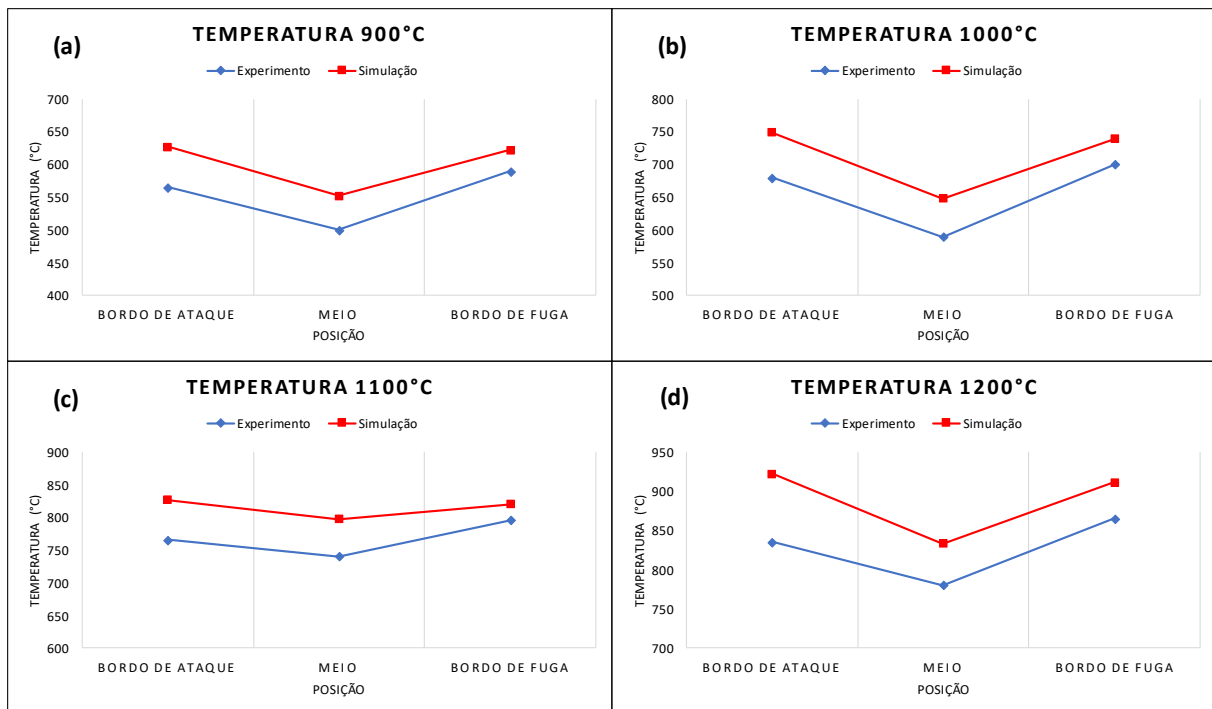 (a)
TEMPERATURA 900°C
Experimento Simulação
700
650
600
550
500
450
400
TEMPERATURA (°C)
BORDO DE ATAQUE MEIO BORDO DE FUGA
POSIÇÃO
(b)
TEMPERATURA 1000°C
Experimento Simulação
800
750
700
650
600
550
500
TEMPERATURA (°C)
BORDO DE ATAQUE MEIO BORDO DE FUGA
POSIÇÃO
(c)
TEMPERATURA 1100°C
Experimento Simulação
900
850
800
750
700
650
600
TEMPERATURA (°C)
BORDO DE ATAQUE MEIO BORDO DE FUGA
POSIÇÃO
(d)
TEMPERATURA 1200°C
Experimento Simulação
950
900
850
800
750
700
TEMPERATURA (°C)
BORDO DE ATAQUE MEIO BORDO DE FUGA
POSIÇÃO